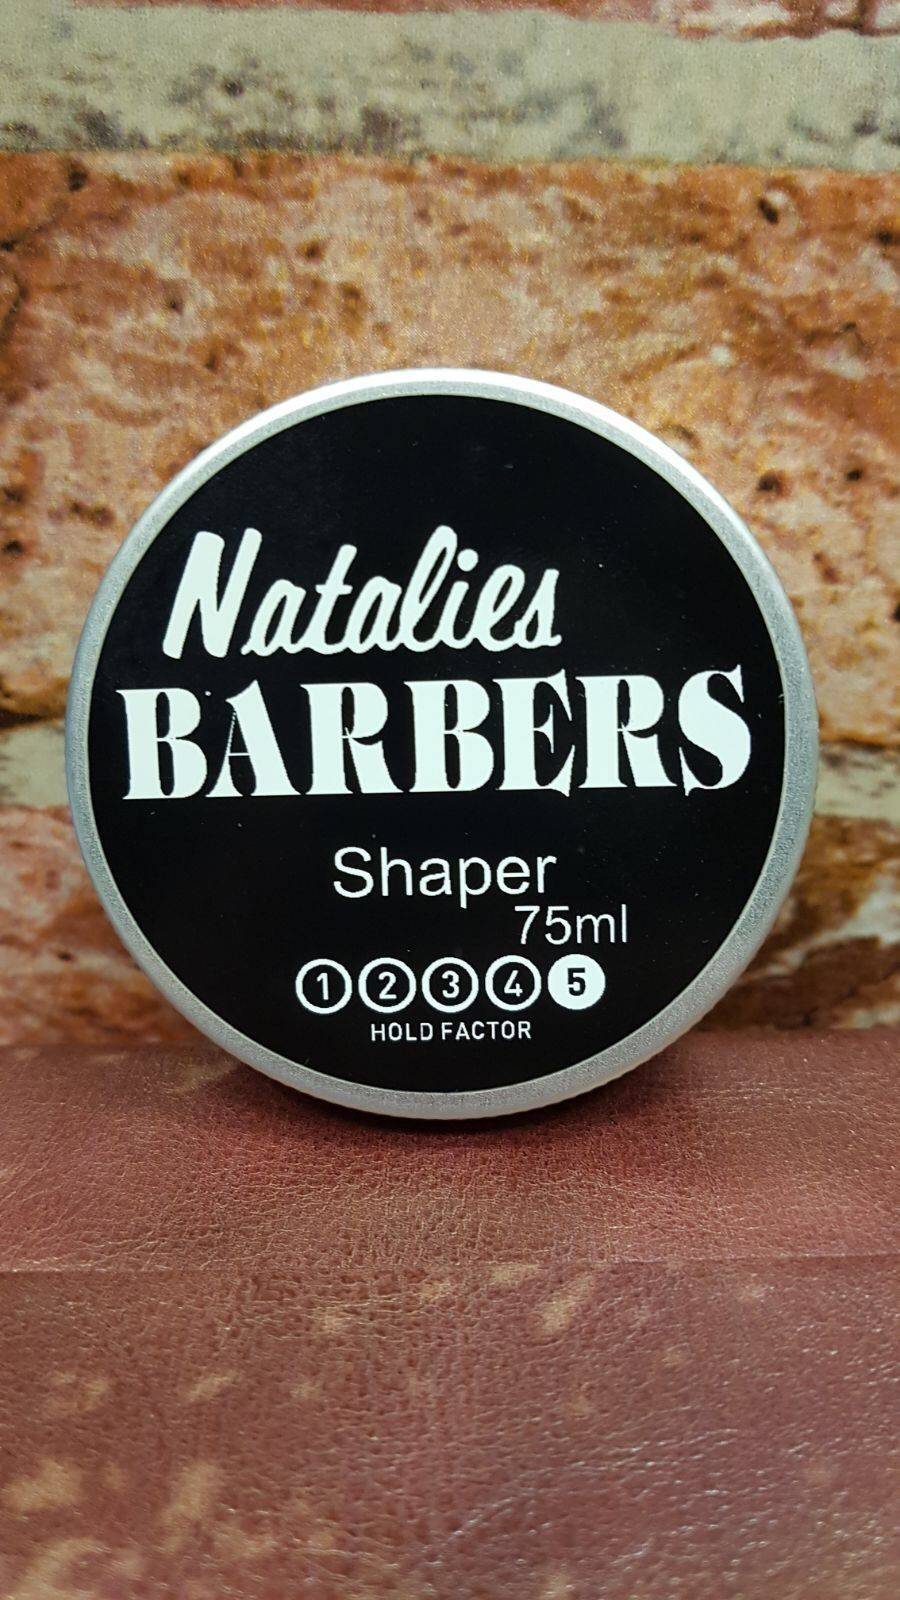 Natalies
BARBERS
Shaper
75ml
1 2 3 4 5
HOLD FACTOR